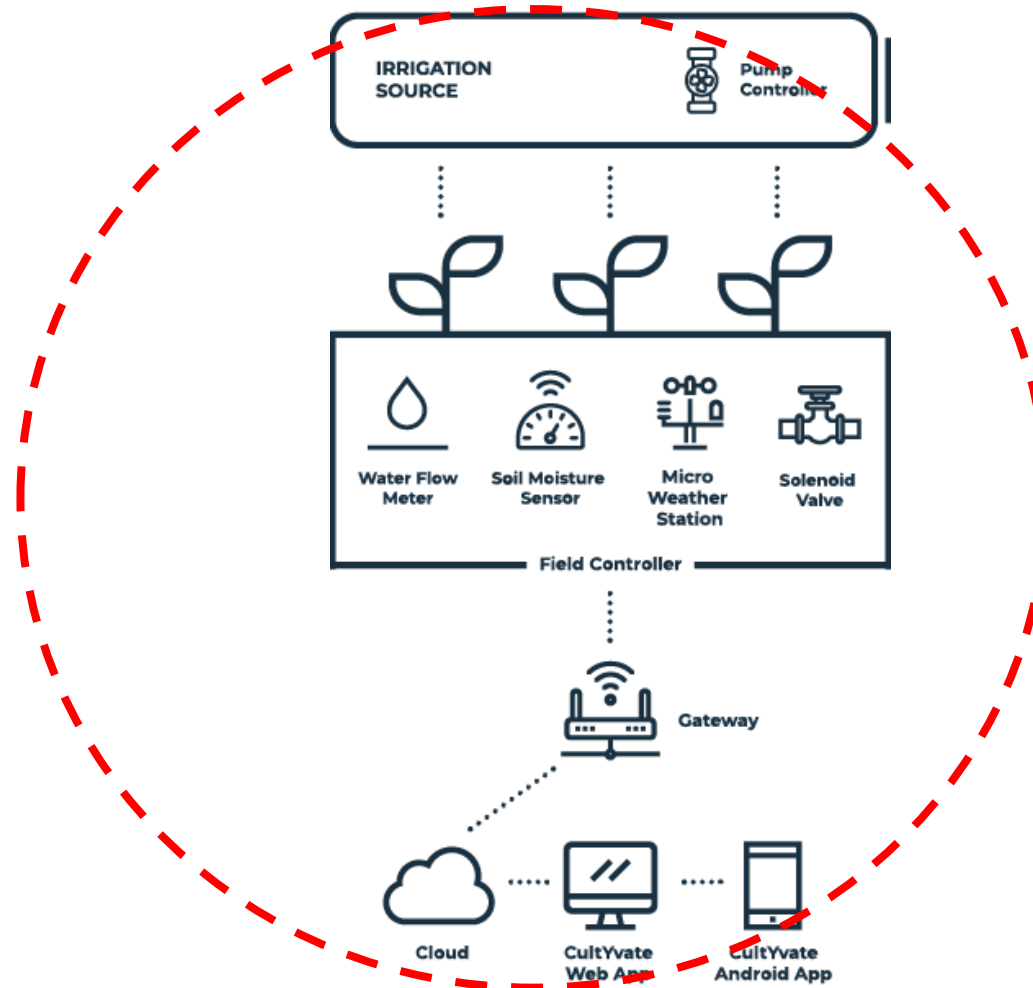 IRRIGATION
SOURCE
Pump
Controller
Water Flow
Meter
Soil Moisture
Sensor
Micro
Weather
Station
Solenoid
Valve
Field Controller
Gateway
Cloud
CultYvate
Web App
CultYvate
Android App